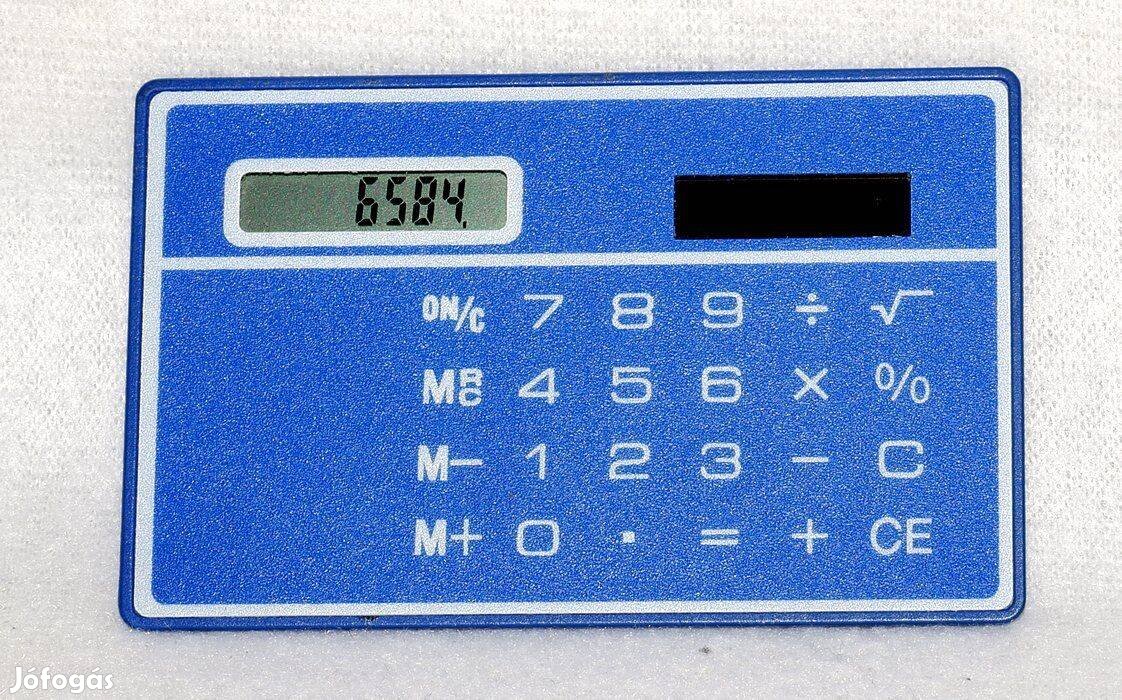 6584.
ON/C 7 8 9 ÷ √
MRC 4 5 6 × %
M− 1 2 3 − C
M+ 0 . = + CE
Jófogás